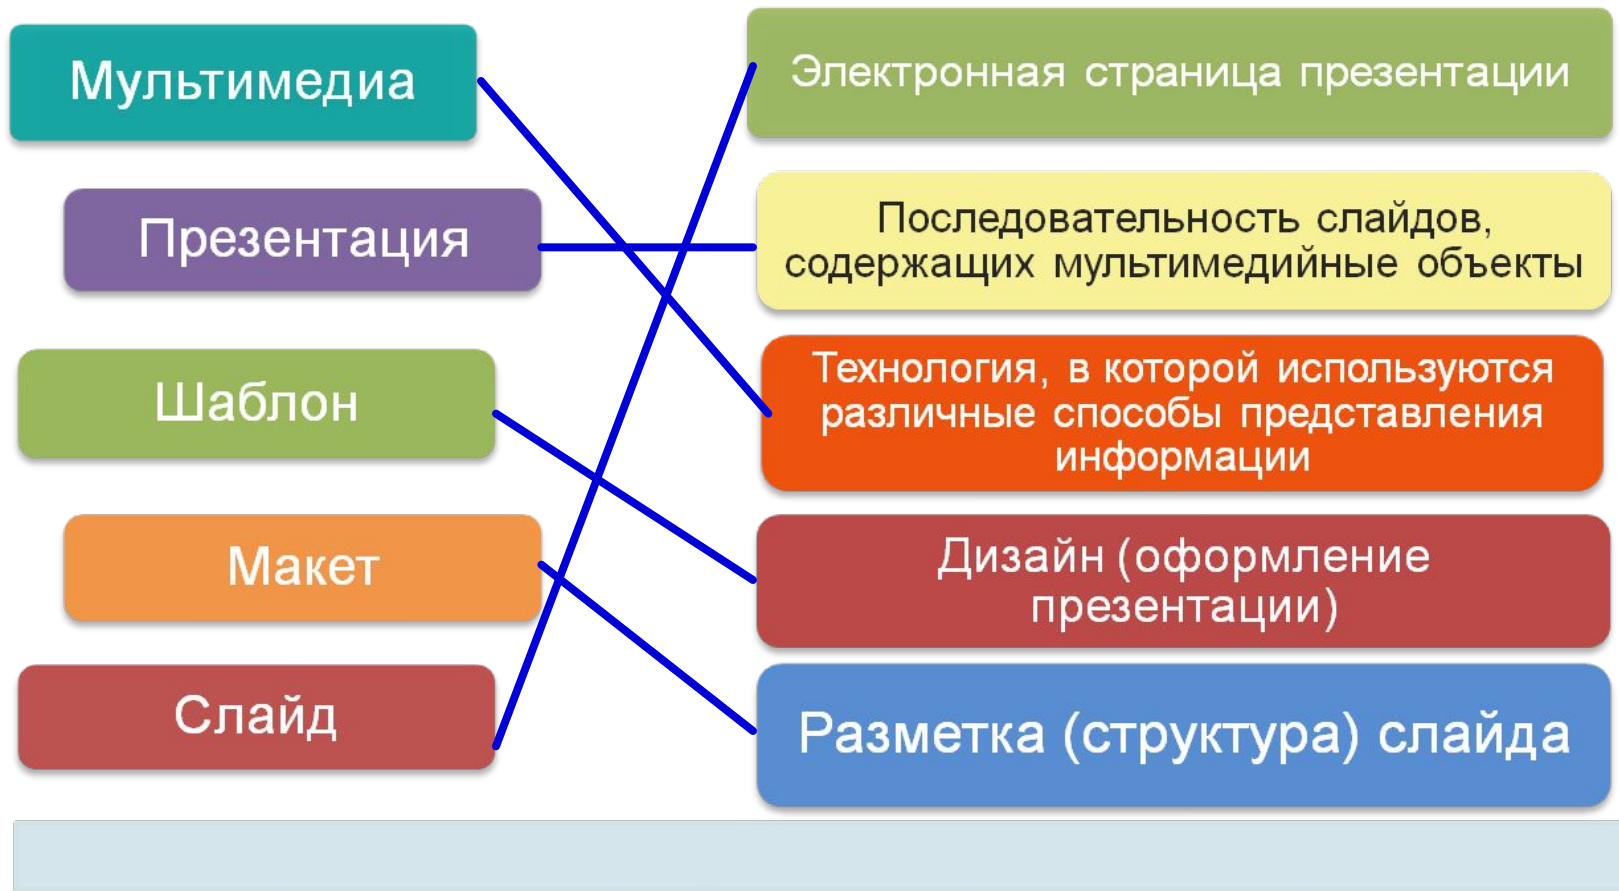 Мультимедиа
Презентация
Шаблон
Макет
Слайд
Электронная страница презентации
Последовательность слайдов,
содержащих мультимедийные объекты
Технология, в которой используются
различные способы представления
информации
Дизайн (оформление
презентации)
Разметка (структура) слайда